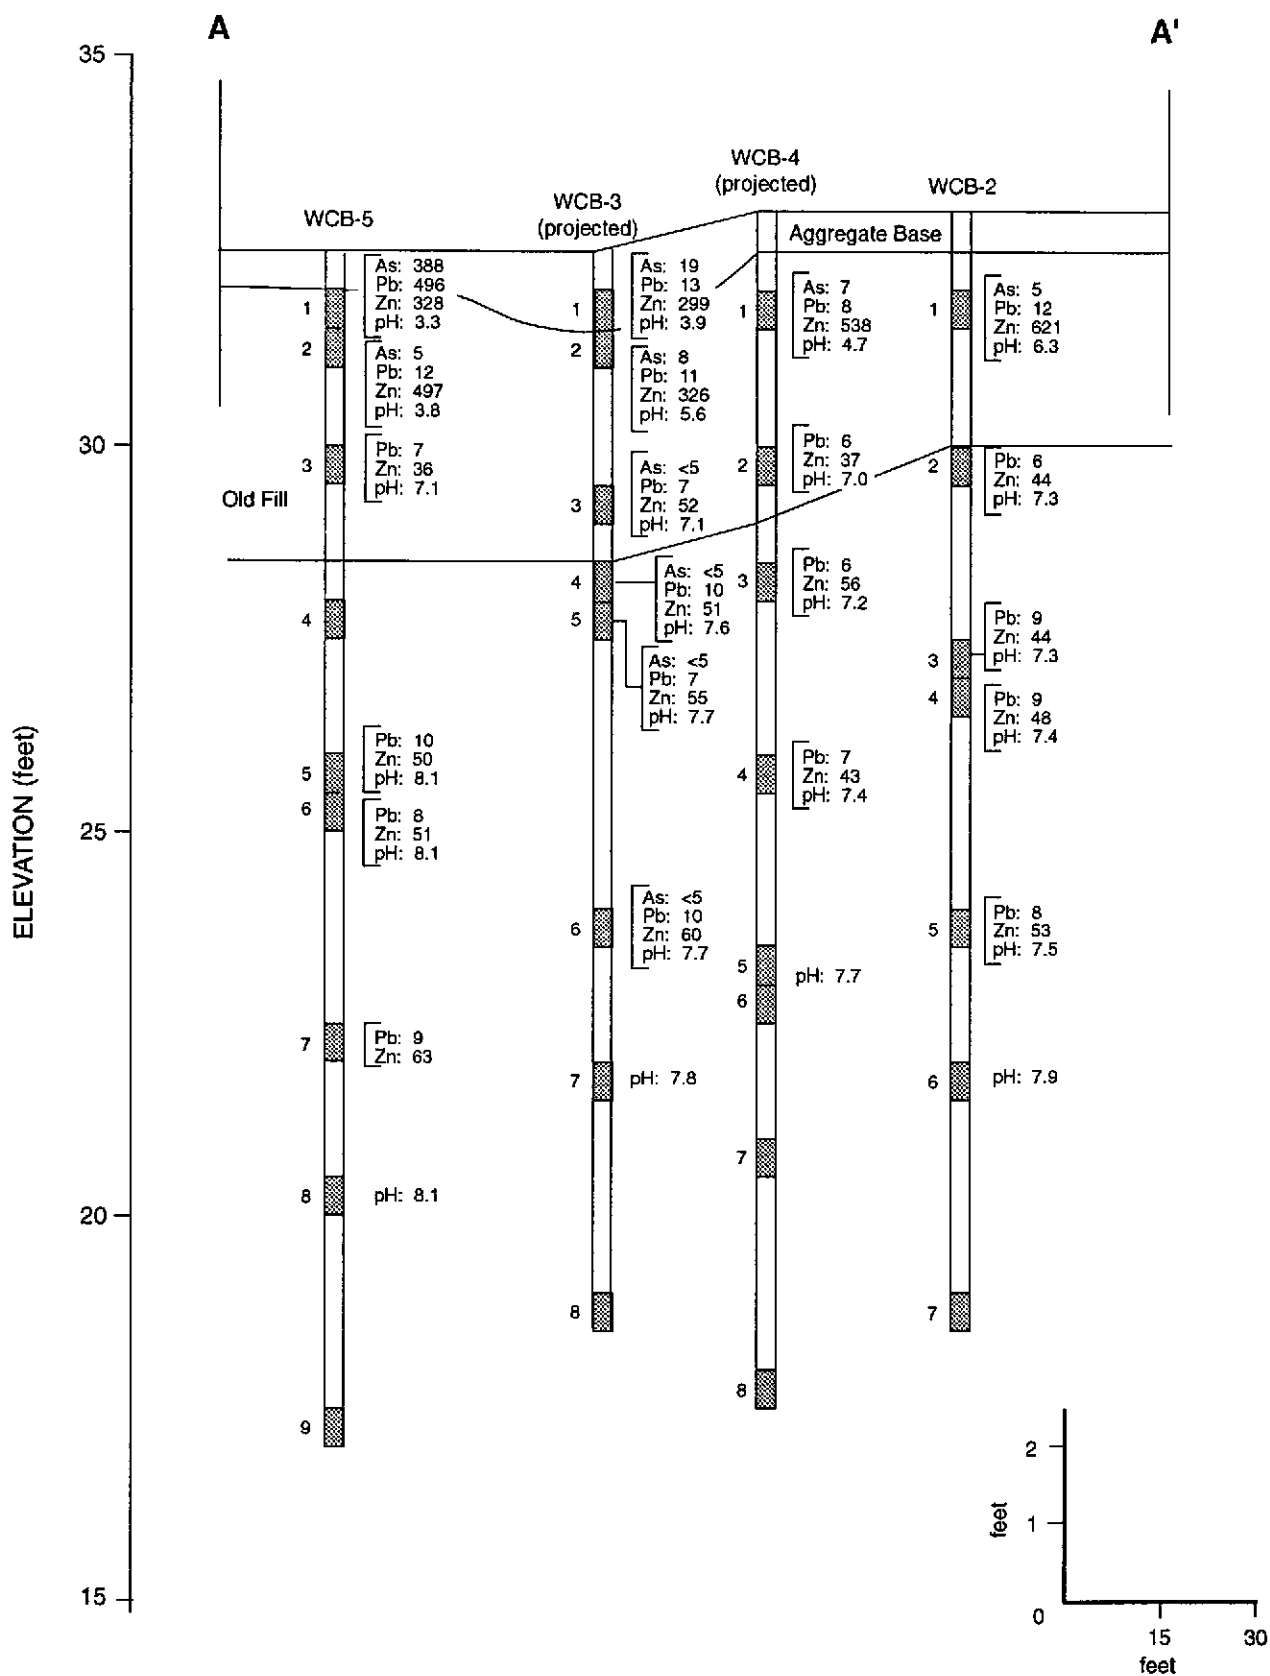 A
A'
35
WCB-4
(projected)
WCB-2
WCB-3
(projected)
WCB-5
Aggregate Base
1
As: 388
Pb: 496
Zn: 328
pH: 3.3
2
As: 5
Pb: 12
Zn: 497
pH: 3.8
3
Pb: 7
Zn: 36
pH: 7.1
Old Fill
4
5
Pb: 10
Zn: 50
pH: 8.1
6
Pb: 8
Zn: 51
pH: 8.1
7
Pb: 9
Zn: 63
8
pH: 8.1
9
1
As: 19
Pb: 13
Zn: 299
pH: 3.9
2
As: 8
Pb: 11
Zn: 326
pH: 5.6
3
As: <5
Pb: 7
Zn: 52
pH: 7.1
4
As: <5
Pb: 10
Zn: 51
pH: 7.6
5
As: <5
Pb: 7
Zn: 55
pH: 7.7
6
As: <5
Pb: 10
Zn: 60
pH: 7.7
7
pH: 7.8
8
1
As: 7
Pb: 8
Zn: 538
pH: 4.7
2
Pb: 6
Zn: 37
pH: 7.0
3
Pb: 6
Zn: 56
pH: 7.2
4
Pb: 7
Zn: 43
pH: 7.4
5
pH: 7.7
6
7
8
1
As: 5
Pb: 12
Zn: 621
pH: 6.3
2
Pb: 6
Zn: 44
pH: 7.3
3
Pb: 9
Zn: 44
pH: 7.3
4
Pb: 9
Zn: 48
pH: 7.4
5
Pb: 8
Zn: 53
pH: 7.5
6
pH: 7.9
7
30
25
20
15
ELEVATION (feet)
2
1
0
feet
15
30
feet